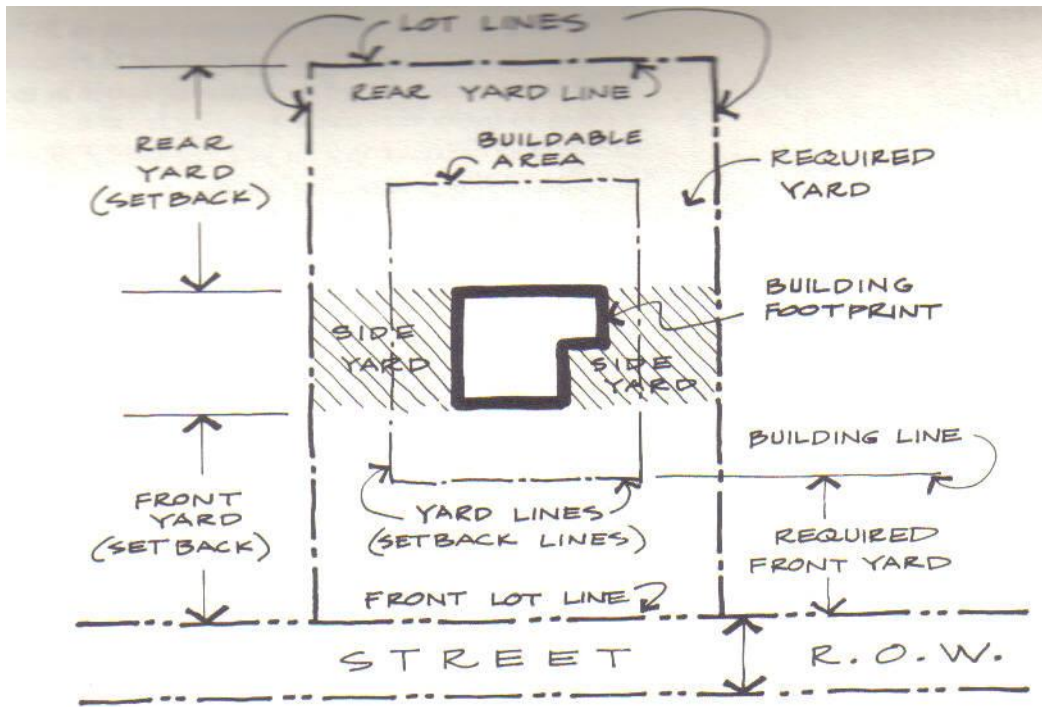 LOT LINES
REAR YARD LINE
REAR
YARD
(SETBACK)
BUILDABLE
AREA
REQUIRED
YARD
BUILDING
FOOTPRINT
SIDE
YARD
SIDE
YARD
BUILDING LINE
FRONT
YARD
(SETBACK)
YARD LINES
(SETBACK LINES)
REQUIRED
FRONT YARD
FRONT LOT LINE
STREET
R.O.W.